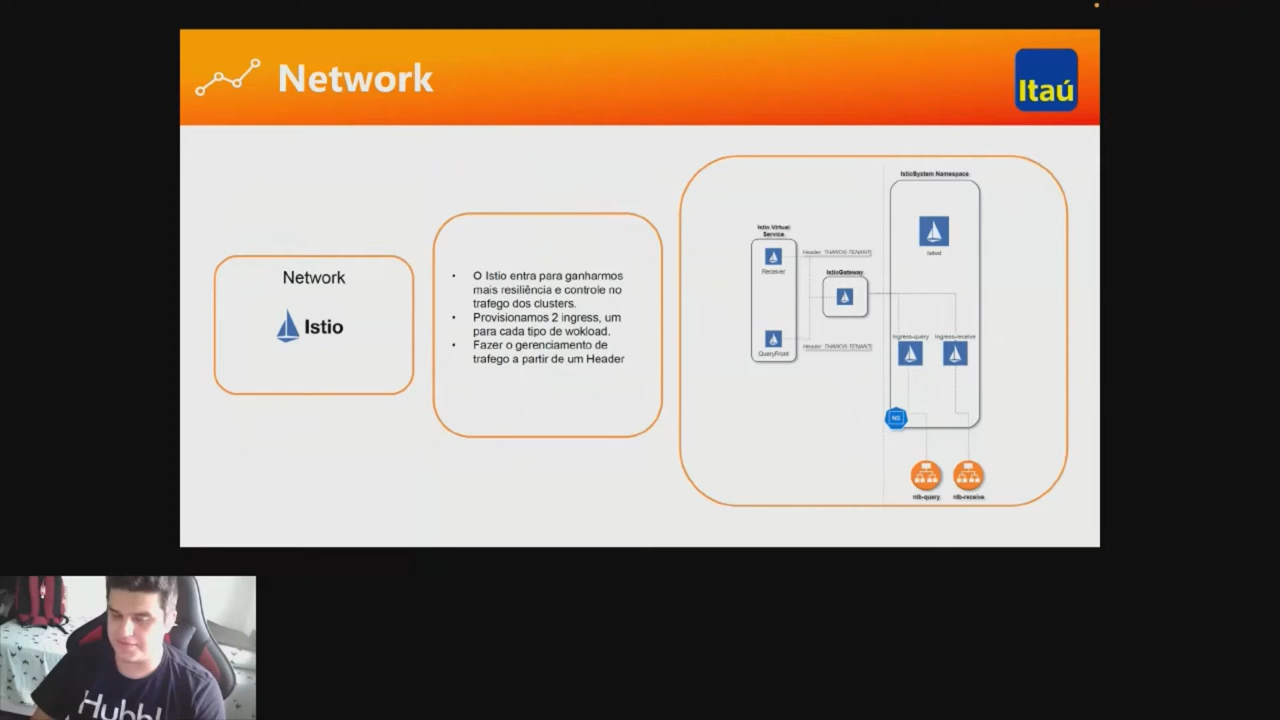 Network
Itaú
Network
Istio
• O Istio entra para ganharmos
mais resiliência e controle no
trafego dos clusters.
• Provisionamos 2 ingress, um
para cada tipo de wokload.
• Fazer o gerenciamento de
trafego a partir de um Header
IstioSystem Namespace
Istiod
Istio Virtual
Service
Receiver
Header: THANOS-TENANT
IstioGateway
QueryFront
Header: THANOS-TENANT
Ingress-query
Ingress-receive
NS
nlb-query
nlb-receive
Hubbl